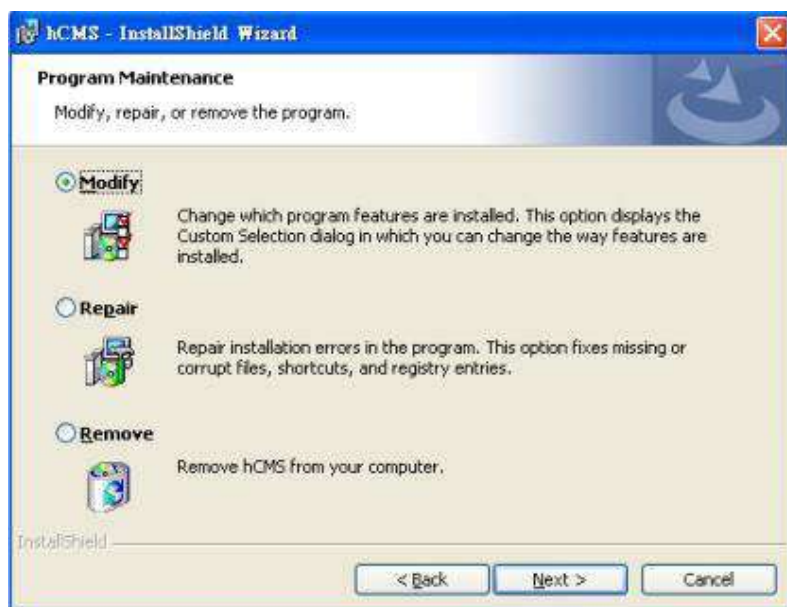 hCMS - InstallShield Wizard
Program Maintenance
Modify, repair, or remove the program.
Modify
Change which program features are installed. This option displays the
Custom Selection dialog in which you can change the way features are
installed.
Repair
Repair installation errors in the program. This option fixes missing or
corrupt files, shortcuts, and registry entries.
Remove
Remove hCMS from your computer.
InstallShield
< Back
Next >
Cancel